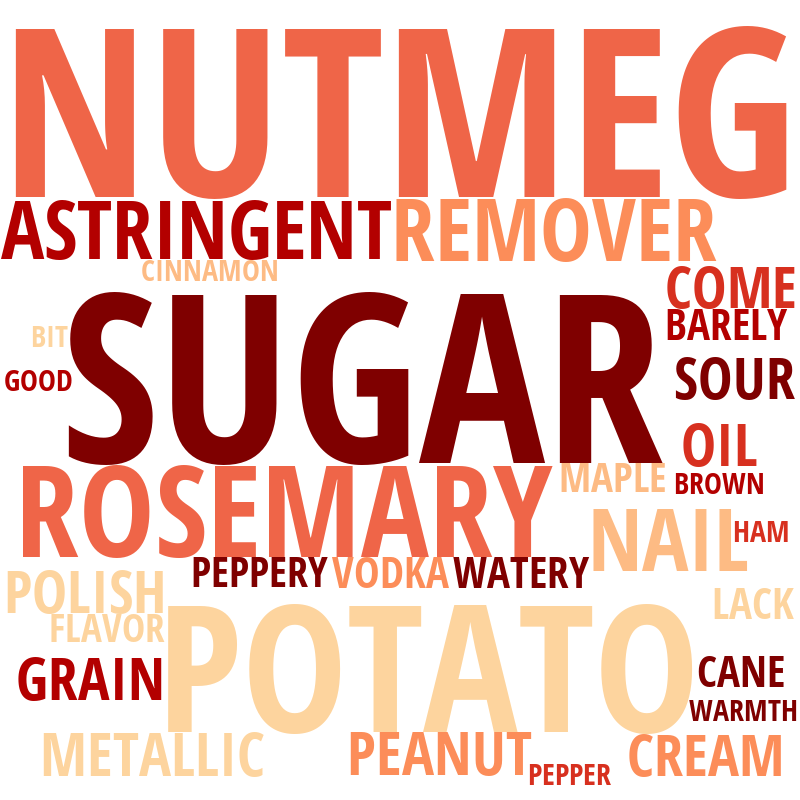 NUTMEG
ASTRINGENT REMOVER
CINNAMON COME
BIT SUGAR BARELY
GOOD SOUR
OIL
ROSEMARY MAPLE BROWN
NAIL HAM
PEPPERY VODKA WATERY
POLISH LACK
FLAVOR POTATO
GRAIN CANE
WARMTH
METALLIC PEANUT CREAM
PEPPER